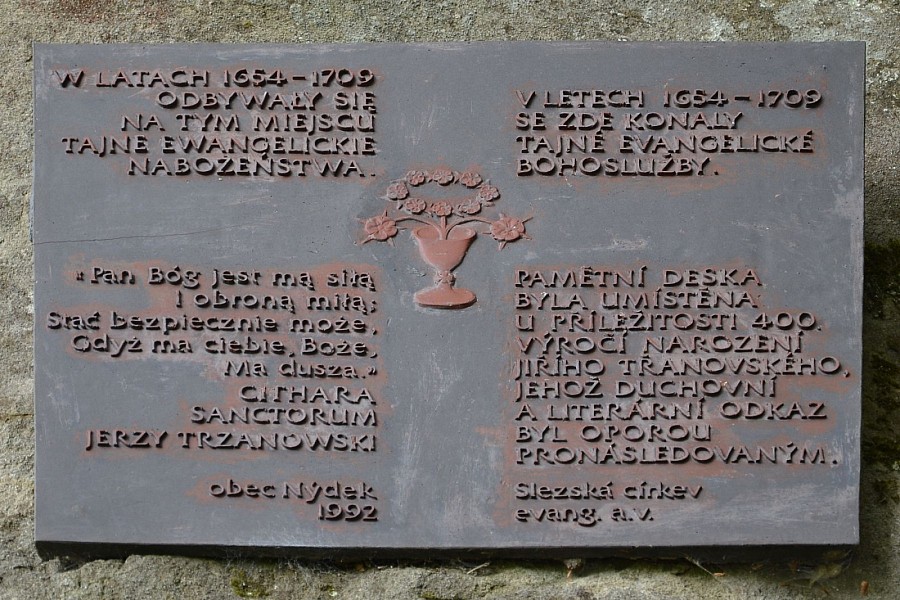 W LATACH 1654–1709
ODBYWAŁY SIĘ
NA TYM MIEJSCU
TAJNE EWANGELICKIE
NABOŻEŃSTWA.
«Pan Bóg jest mą siłą
I obroną miłą;
Stać bezpiecznie może,
Gdyż ma ciebie, Boże,
Ma dusza.»
CITHARA
SANCTORUM
JERZY TRZANOWSKI
obec Nýdek
1992
V LETECH 1654–1709
SE ZDE KONALY
TAJNÉ EVANGELICKÉ
BOHOSLUŽBY.
PAMĚTNÍ DESKA
BYLA UMÍSTĚNA
U PŘÍLEŽITOSTI 400.
VÝROČÍ NAROZENÍ
JIŘÍHO TŘANOVSKÉHO,
JEHOŽ DUCHOVNÍ
A LITERÁRNÍ ODKAZ
BYL OPOROU
PRONÁSLEDOVANÝM.
Slezská církev
evang. a.v.